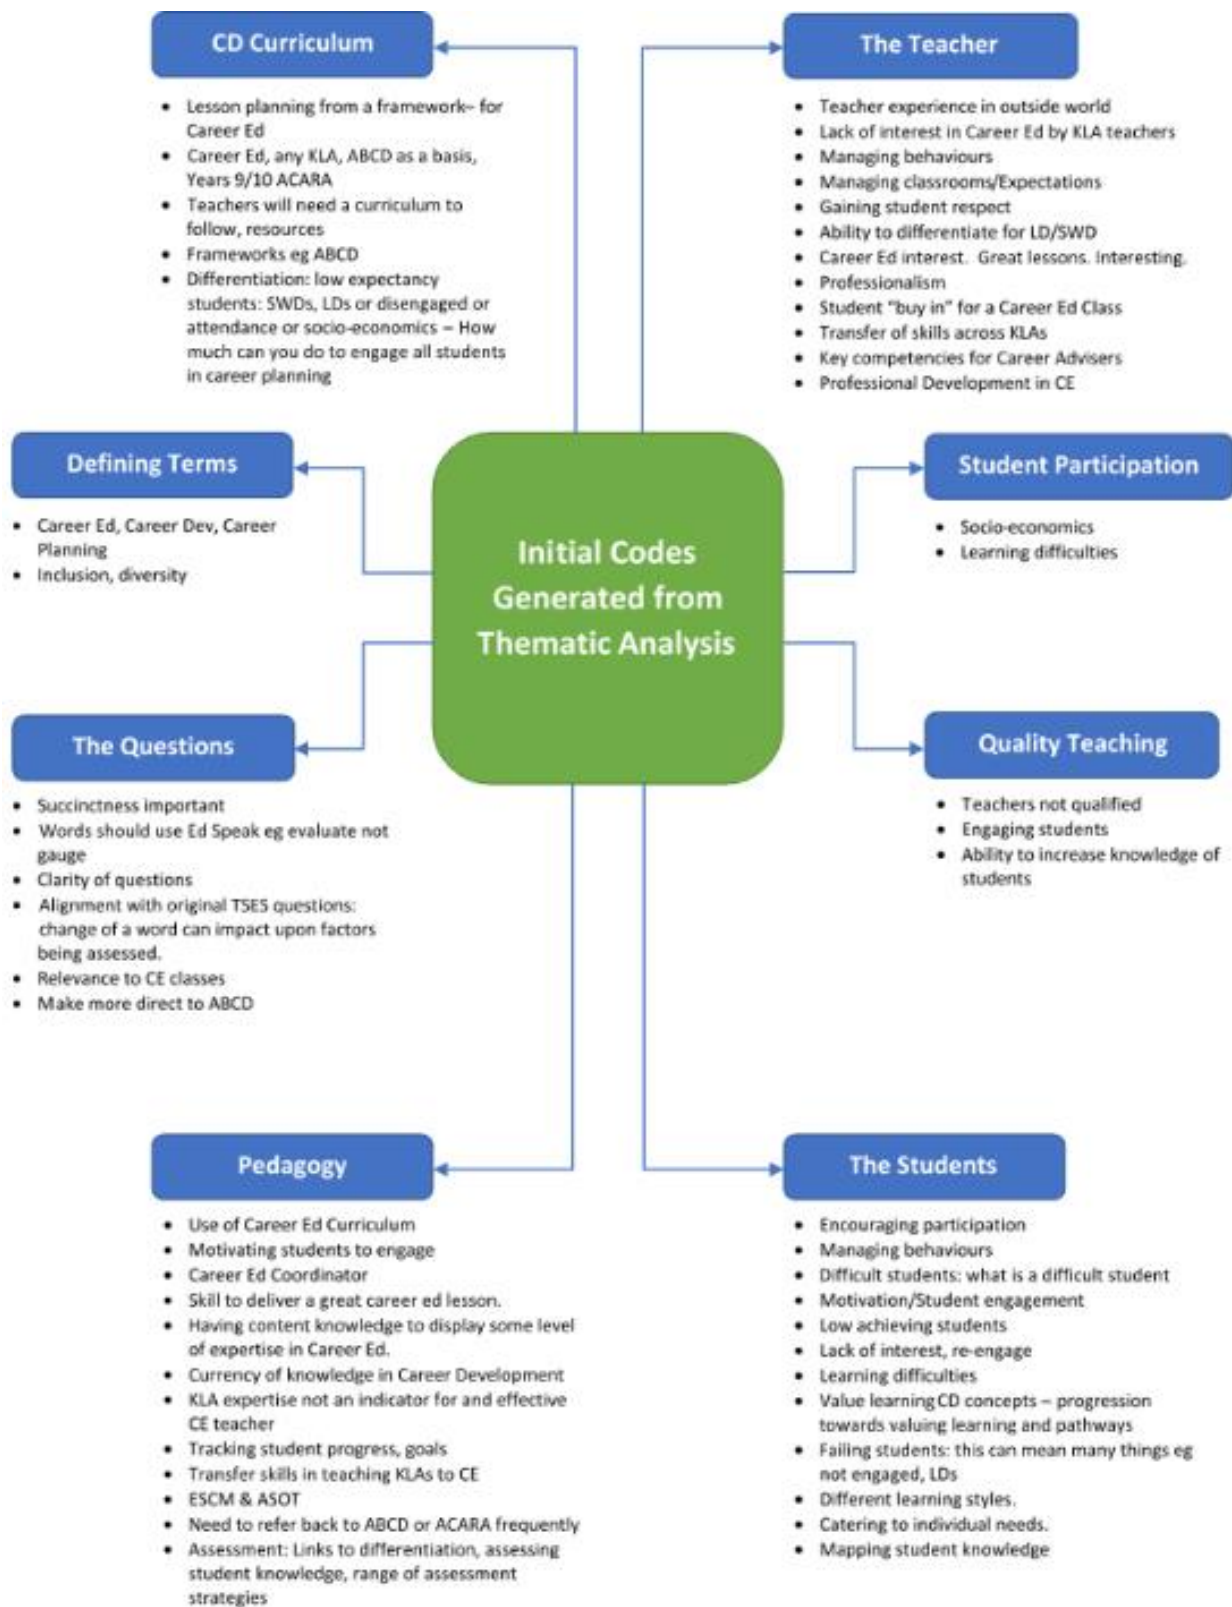 CD Curriculum
• Lesson planning from a framework– for
Career Ed
• Career Ed, any KLA, ABCD as a basis,
Years 9/10 ACARA
• Teachers will need a curriculum to
follow, resources
• Frameworks eg ABCD
• Differentiation: low expectancy
students: SWDs, LDs or disengaged or
attendance or socio-economics – How
much can you do to engage all students
in career planning
The Teacher
• Teacher experience in outside world
• Lack of interest in Career Ed by KLA teachers
• Managing behaviours
• Managing classrooms/Expectations
• Gaining student respect
• Ability to differentiate for LD/SWD
• Career Ed interest. Great lessons. Interesting.
• Professionalism
• Student “buy in” for a Career Ed Class
• Transfer of skills across KLAs
• Key competencies for Career Advisers
• Professional Development in CE
Defining Terms
• Career Ed, Career Dev, Career
Planning
• Inclusion, diversity
Initial Codes
Generated from
Thematic Analysis
Student Participation
• Socio-economics
• Learning difficulties
The Questions
• Succinctness important
• Words should use Ed Speak eg evaluate not
gauge
• Clarity of questions
• Alignment with original TSES questions:
change of a word can impact upon factors
being assessed.
• Relevance to CE classes
• Make more direct to ABCD
Quality Teaching
• Teachers not qualified
• Engaging students
• Ability to increase knowledge of
students
Pedagogy
• Use of Career Ed Curriculum
• Motivating students to engage
• Career Ed Coordinator
• Skill to deliver a great career ed lesson.
• Having content knowledge to display some level
of expertise in Career Ed.
• Currency of knowledge in Career Development
• KLA expertise not an indicator for and effective
CE teacher
• Tracking student progress, goals
• Transfer skills in teaching KLAs to CE
• ESCM & ASOT
• Need to refer back to ABCD or ACARA frequently
• Assessment: Links to differentiation, assessing
student knowledge, range of assessment
strategies
The Students
• Encouraging participation
• Managing behaviours
• Difficult students: what is a difficult student
• Motivation/Student engagement
• Low achieving students
• Lack of interest, re-engage
• Learning difficulties
• Value learning CD concepts – progression
towards valuing learning and pathways
• Failing students: this can mean many things eg
not engaged, LDs
• Different learning styles.
• Catering to individual needs.
• Mapping student knowledge